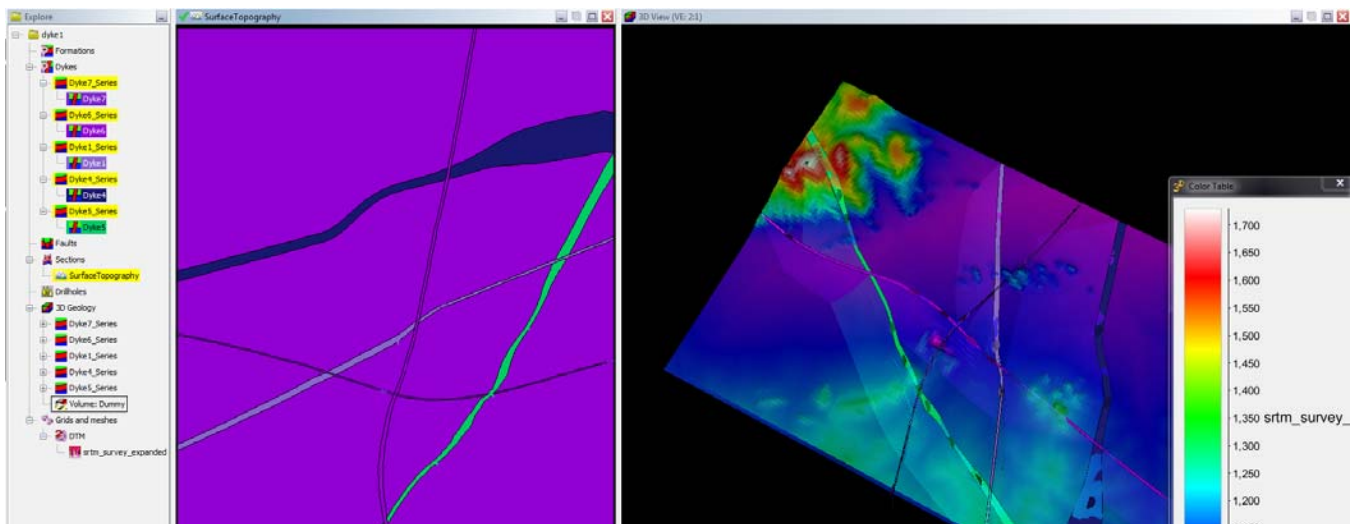 Explore
dyke1
Formations
Dykes
Dyke7_Series
Dyke7
Dyke6_Series
Dyke6
Dyke1_Series
Dyke1
Dyke4_Series
Dyke4
Dyke5_Series
Dyke5
Faults
Sections
SurfaceTopography
Drillholes
3D Geology
Dyke7_Series
Dyke6_Series
Dyke1_Series
Dyke4_Series
Dyke5_Series
Volume: Dummy
Grids and meshes
DTM
srtm_survey_expanded
SurfaceTopography
3D View (VE: 2:1)
Color Table
1,700
1,650
1,600
1,550
1,500
1,450
1,400
1,350 srtm_survey_
1,300
1,250
1,200